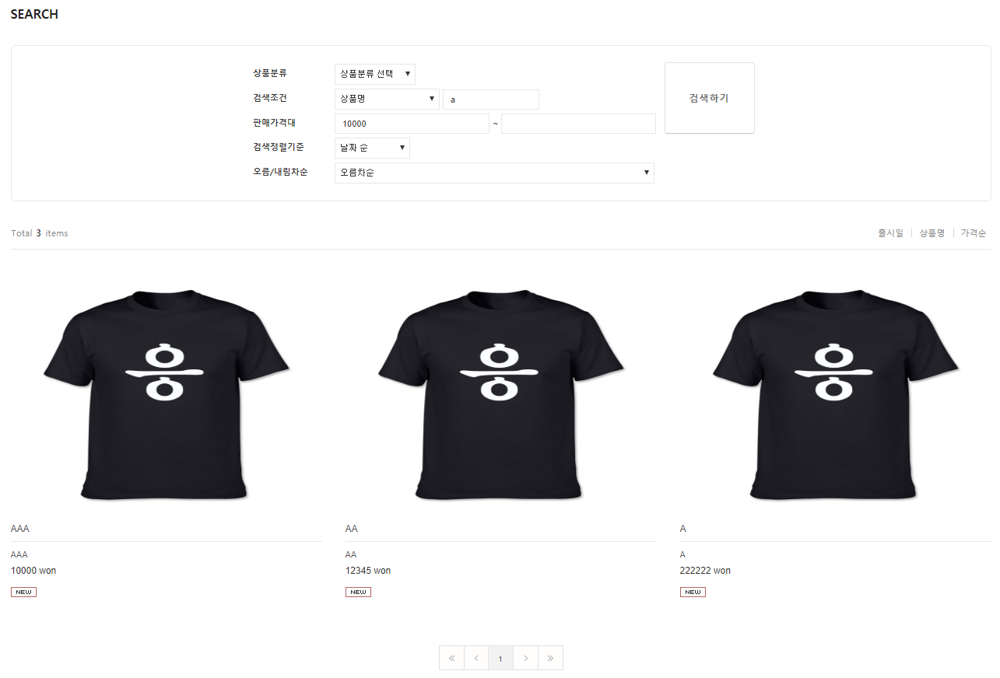 SEARCH
상품분류 상품분류 선택
검색조건 상품명 a
검색하기
판매가격대 10000 ~
검색정렬기준 날짜 순
오름/내림차순 오름차순
Total 3 items 출시일 상품명 가격순
흥 흥 흥
AAA AA A
AAA AA A
10000 won 12345 won 222222 won
NEW NEW NEW
1